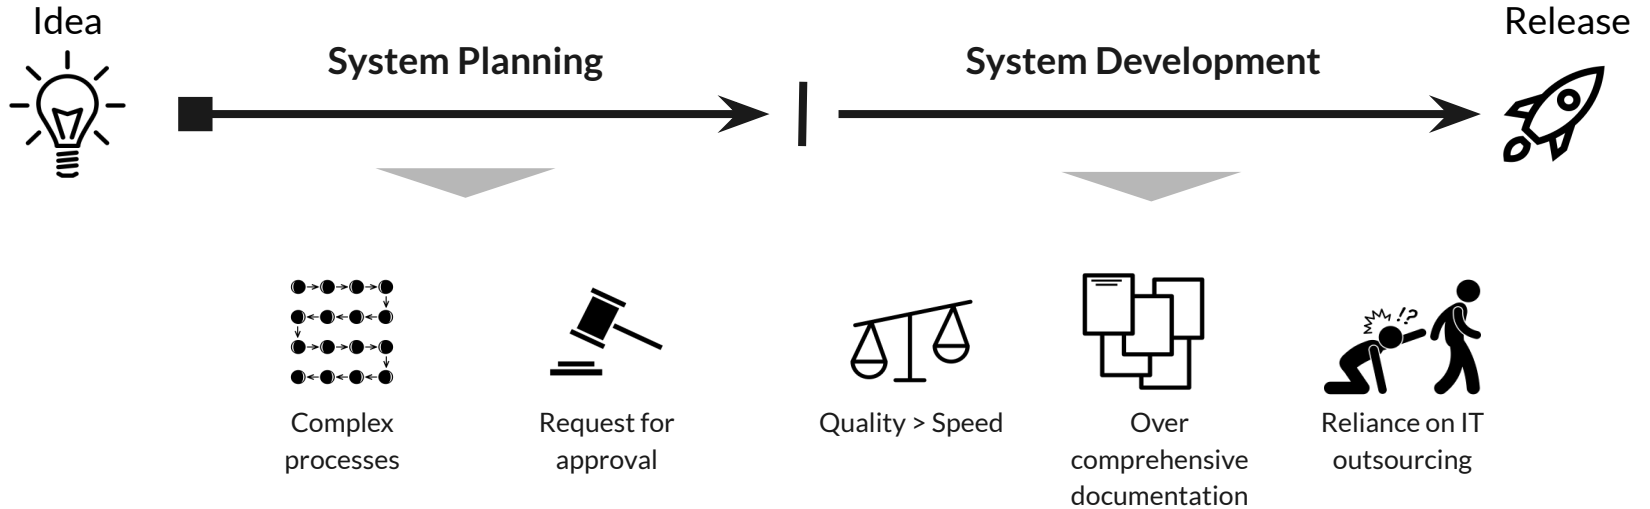 Idea
System Planning
System Development
Release
!?
Complex
processes
Request for
approval
Quality > Speed
Over
comprehensive
documentation
Reliance on IT
outsourcing